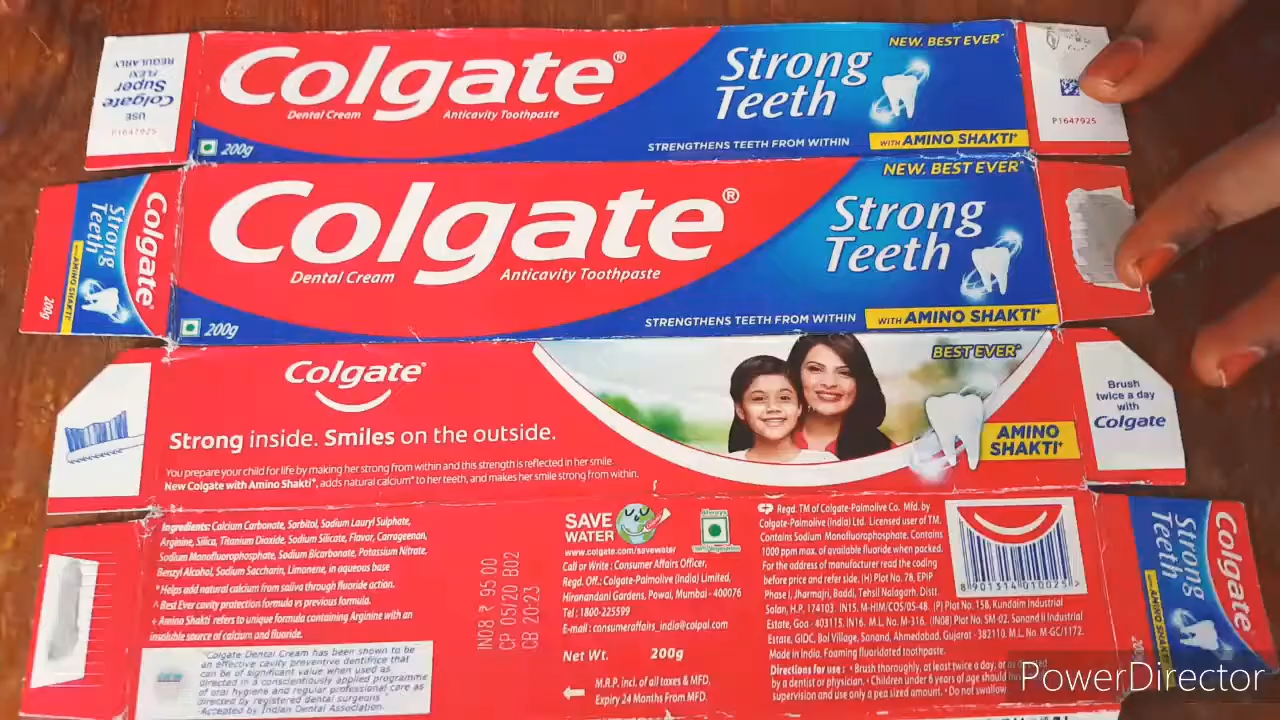 USE
Colgate
Super
FLEXI
REGULARLY
P1647925
Colgate®
Dental Cream
Anticavity Toothpaste
200g
Strong
Teeth
NEW. BEST EVER^
STRENGTHENS TEETH FROM WITHIN
WITH AMINO SHAKTI⁺
P1647925
Colgate®
Strong
Teeth
AMINO SHAKTI⁺
200g
Colgate®
Dental Cream
Anticavity Toothpaste
200g
NEW. BEST EVER^
Strong
Teeth
STRENGTHENS TEETH FROM WITHIN
WITH AMINO SHAKTI⁺
Colgate®
Strong inside. Smiles on the outside.
You prepare your child for life by making her strong from within and this strength is reflected in her smile.
New Colgate with Amino Shakti⁺, adds natural calcium* to her teeth, and makes her smile strong from within.
BEST EVER^
AMINO
SHAKTI⁺
Brush
twice a day
with
Colgate
Ingredients: Calcium Carbonate, Sorbitol, Sodium Lauryl Sulphate,
Arginine, Silica, Titanium Dioxide, Sodium Silicate, Flavor, Carrageenan,
Sodium Monofluorophosphate, Sodium Bicarbonate, Potassium Nitrate,
Benzyl Alcohol, Sodium Saccharin, Limonene, in aqueous base
* Helps add natural calcium from saliva through fluoride action.
^ Best Ever cavity protection formula vs previous formula.
+ Amino Shakti refers to unique formula containing Arginine with an
insoluble source of calcium and fluoride.
"Colgate Dental Cream has been shown to be
an effective cavity preventive dentifrice that
can be of significant value when used as
directed in a conscientiously applied programme
of oral hygiene and regular professional care as
directed by registered dental surgeons"
-Accepted by Indian Dental Association.
IN08 ₹ 95.00
CP 05/20 B02
CB 20:23
SAVE
WATER
www.colgate.com/savewater
Always
100% Vegetarian
Call or Write : Consumer Affairs Officer,
Regd. Off.: Colgate-Palmolive (India) Limited,
Hiranandani Gardens, Powai, Mumbai - 400076
Tel : 1800-225599
E-mail : consumeraffairs_india@colpal.com
Net Wt. 200g
M.R.P. incl. of all taxes & MFD.
Expiry 24 Months From MFD.
Regd. TM of Colgate-Palmolive Co. Mfd. by
Colgate-Palmolive (India) Ltd. Licensed user of TM.
Contains Sodium Monofluorophosphate. Contains
1000 ppm max. of available fluoride when packed.
For the address of manufacturer read the coding
before price and refer side. (H) Plot No. 78, EPIP
Phase I, Jharmajri, Baddi, Tehsil Nalagarh, Distt.
Solan, H.P. 174103. IN15. M-HIM/COS/05-48. (P) Plot No. 158, Kundaim Industrial
Estate, Goa - 403115. IN16. M.L. No. M-316. (IN08) Plot No. SM-02, Sanand II Industrial
Estate, GIDC, Bol Village, Sanand, Ahmedabad, Gujarat - 382110. M.L. No. M-GC/1172.
Made in India. Foaming fluoridated toothpaste.
Directions for use : • Brush thoroughly, at least twice a day, or
by a dentist or physician. • Children under 6 years of age should
supervision and use only a pea sized amount. • Do not swallow
8 901314 010025 >
Colgate®
Strong
Teeth
AMINO
PowerDirector